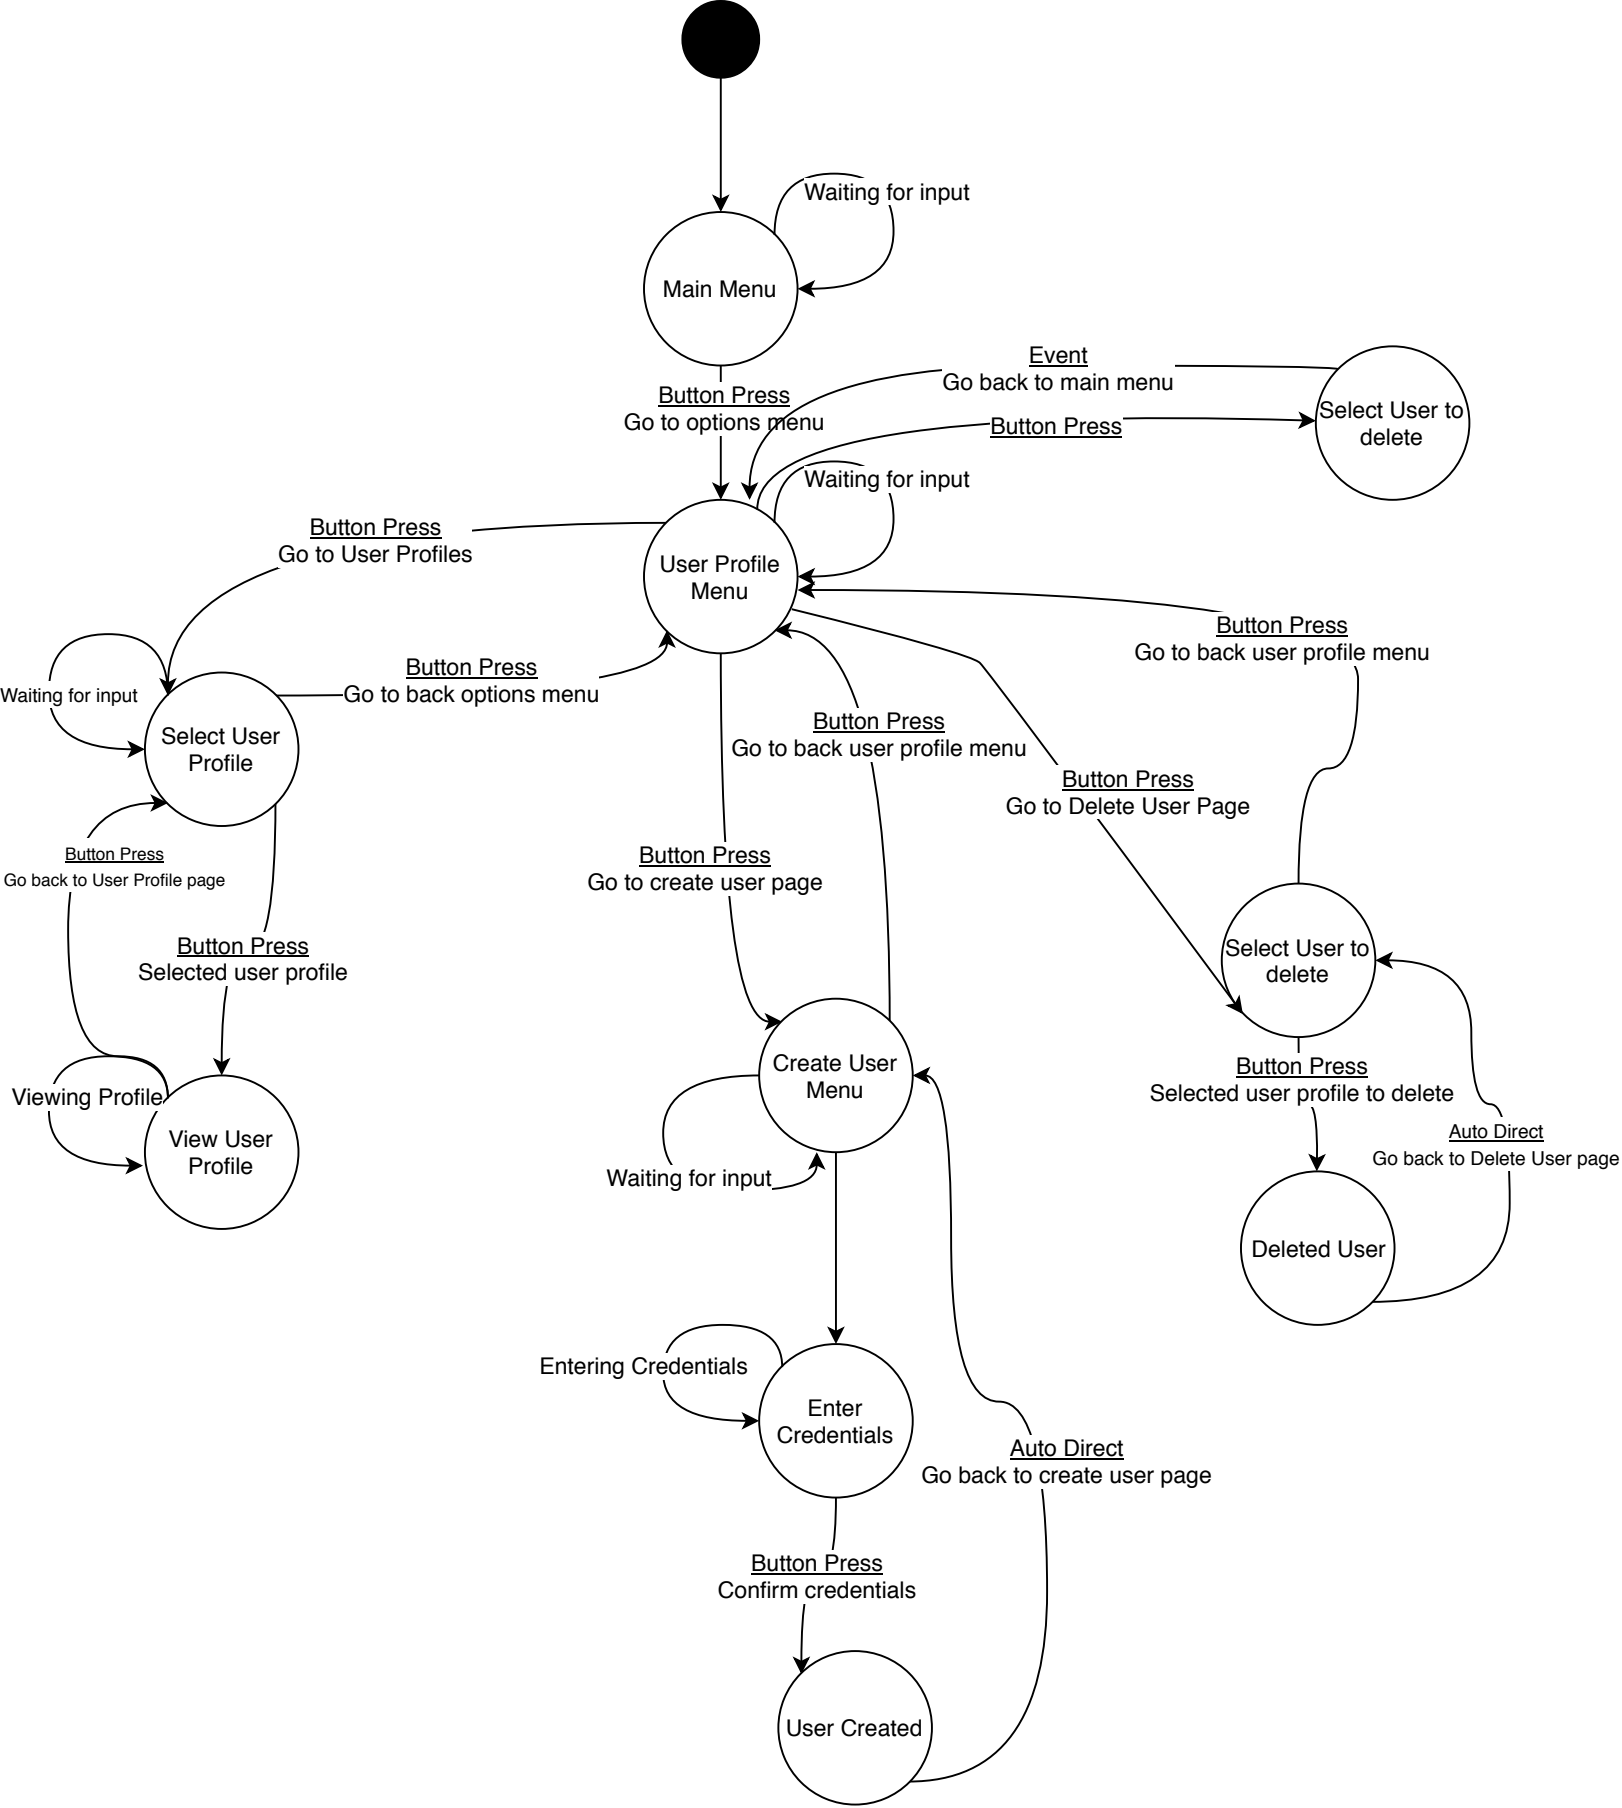 Waiting for input
Main Menu
Event
Go back to main menu
Button Press
Go to options menu
Select User to
delete
Button Press
Waiting for input
Button Press
Go to User Profiles
User Profile
Menu
Button Press
Go to back user profile menu
Button Press
Go to back options menu
Waiting for input
Select User
Profile
Button Press
Go to back user profile menu
Button Press
Go to Delete User Page
Button Press
Go back to User Profile page
Button Press
Go to create user page
Button Press
Selected user profile
Select User to
delete
Create User
Menu
Button Press
Selected user profile to delete
Viewing Profile
View User
Profile
Auto Direct
Go back to Delete User page
Waiting for input
Deleted User
Entering Credentials
Enter
Credentials
Auto Direct
Go back to create user page
Button Press
Confirm credentials
User Created